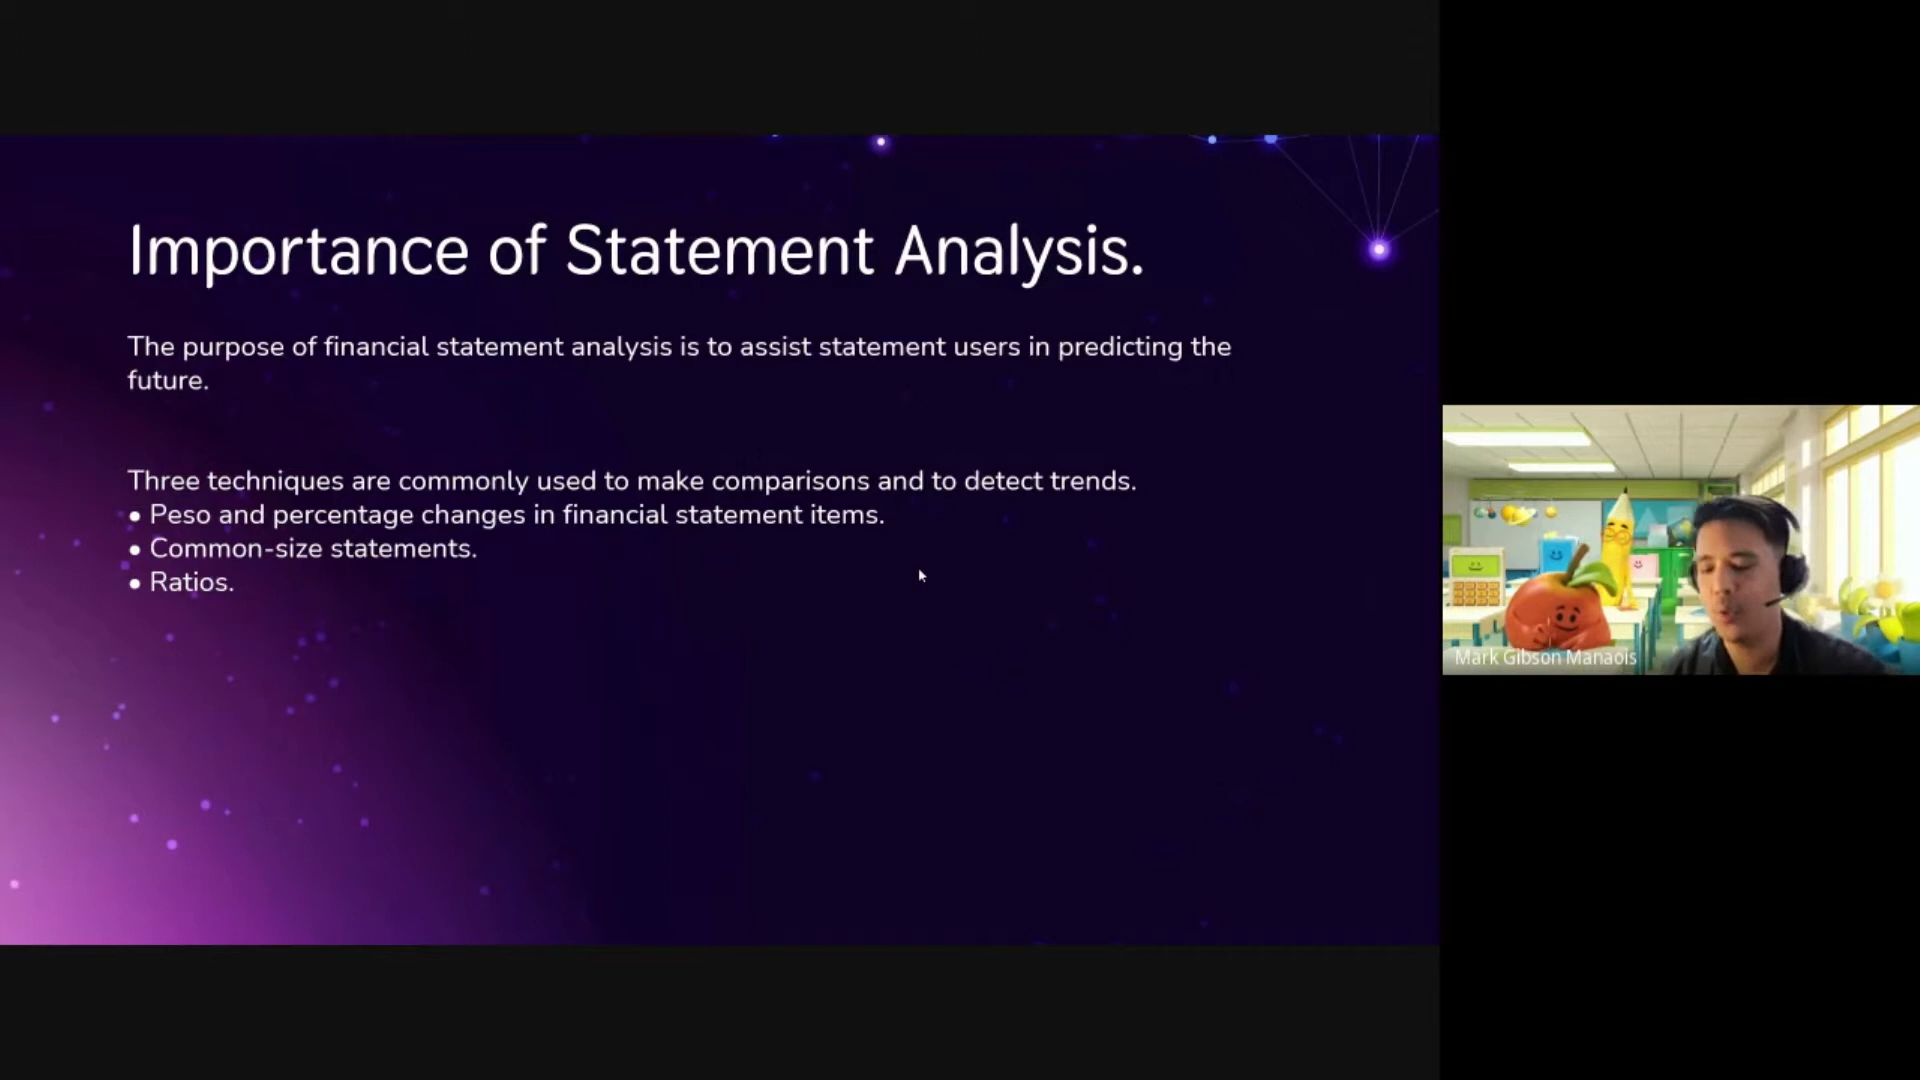 Importance of Statement Analysis.
The purpose of financial statement analysis is to assist statement users in predicting the
future.
Three techniques are commonly used to make comparisons and to detect trends.
• Peso and percentage changes in financial statement items.
• Common-size statements.
• Ratios.
Mark Gibson Manaois